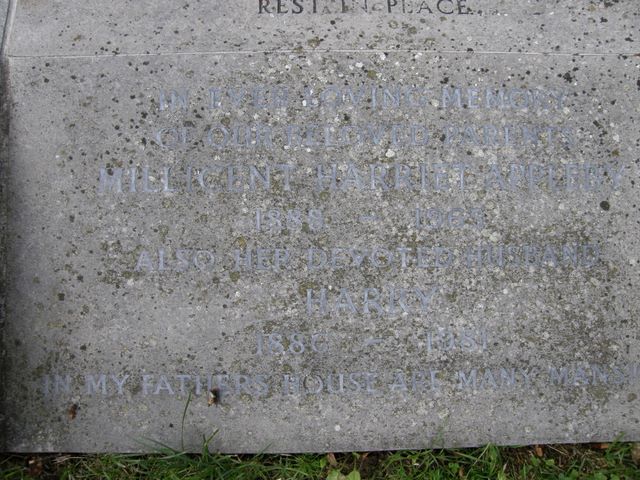 REST IN PEACE
IN EVER LOVING MEMORY
OF OUR BELOVED PARENTS
MILLICENT HARRIET APPLEBY
1888 - 1968
ALSO HER DEVOTED HUSBAND
HARRY
1886 - 1981
IN MY FATHERS HOUSE ARE MANY